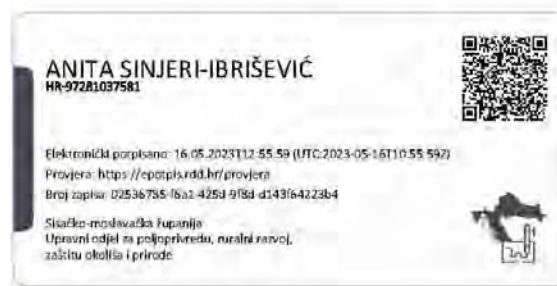 ANITA SINJERI-IBRIŠEVIĆ
HR-97281037581
Elektronički potpisano: 16.05.2023T12:55:59 (UTC:2023-05-16T10:55:59Z)
Provjera: https://epotpis.rdd.hr/provjera
Broj zapisa: 02536785-f6a2-425d-9f8d-d143f64223b4
Sisačko-moslavačka županija
Upravni odjel za poljoprivredu, ruralni razvoj,
zaštitu okoliša i prirode